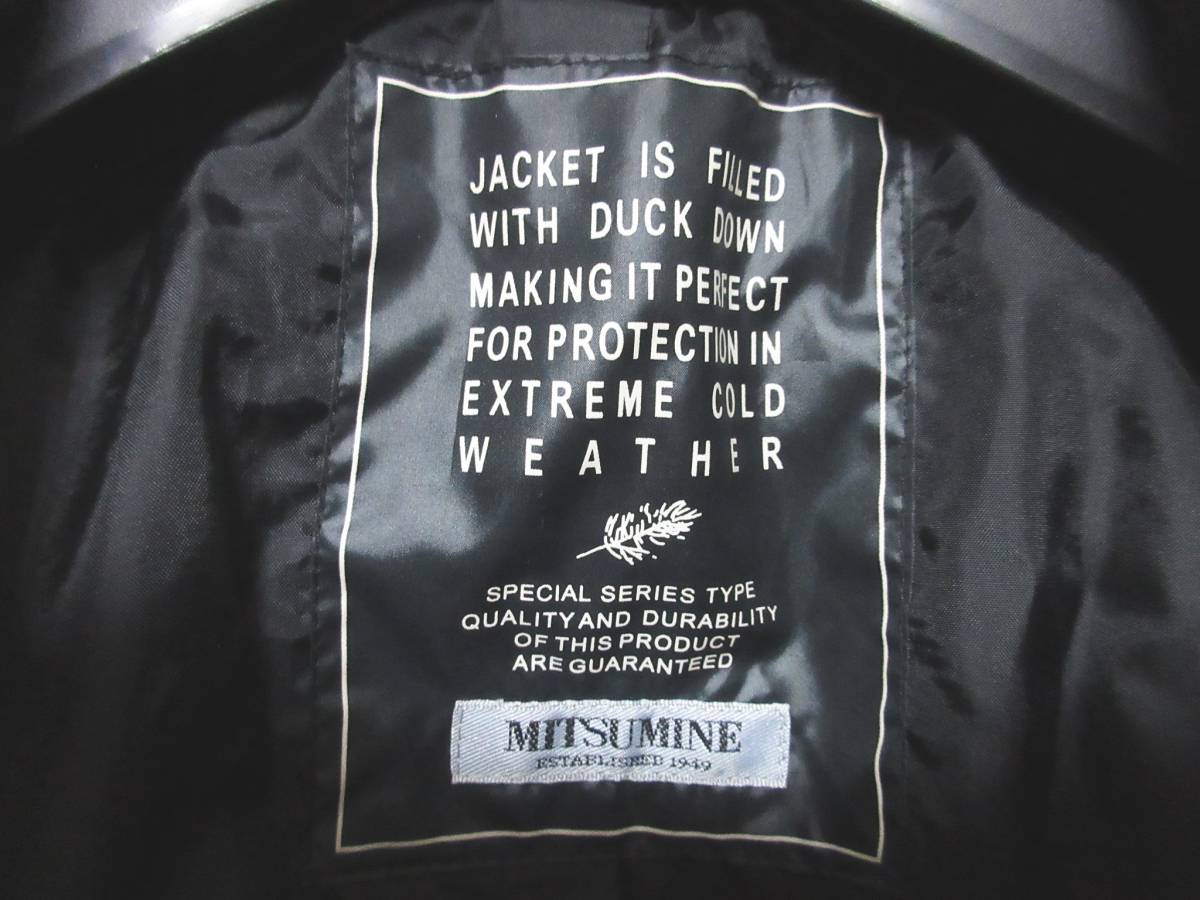 JACKET IS FILLED
WITH DUCK DOWN
MAKING IT PERFECT
FOR PROTECTION IN
EXTREME COLD
WEATHER
SPECIAL SERIES TYPE
QUALITY AND DURABILITY
OF THIS PRODUCT
ARE GUARANTEED
MITSUMINE
ESTABLISHED 1949